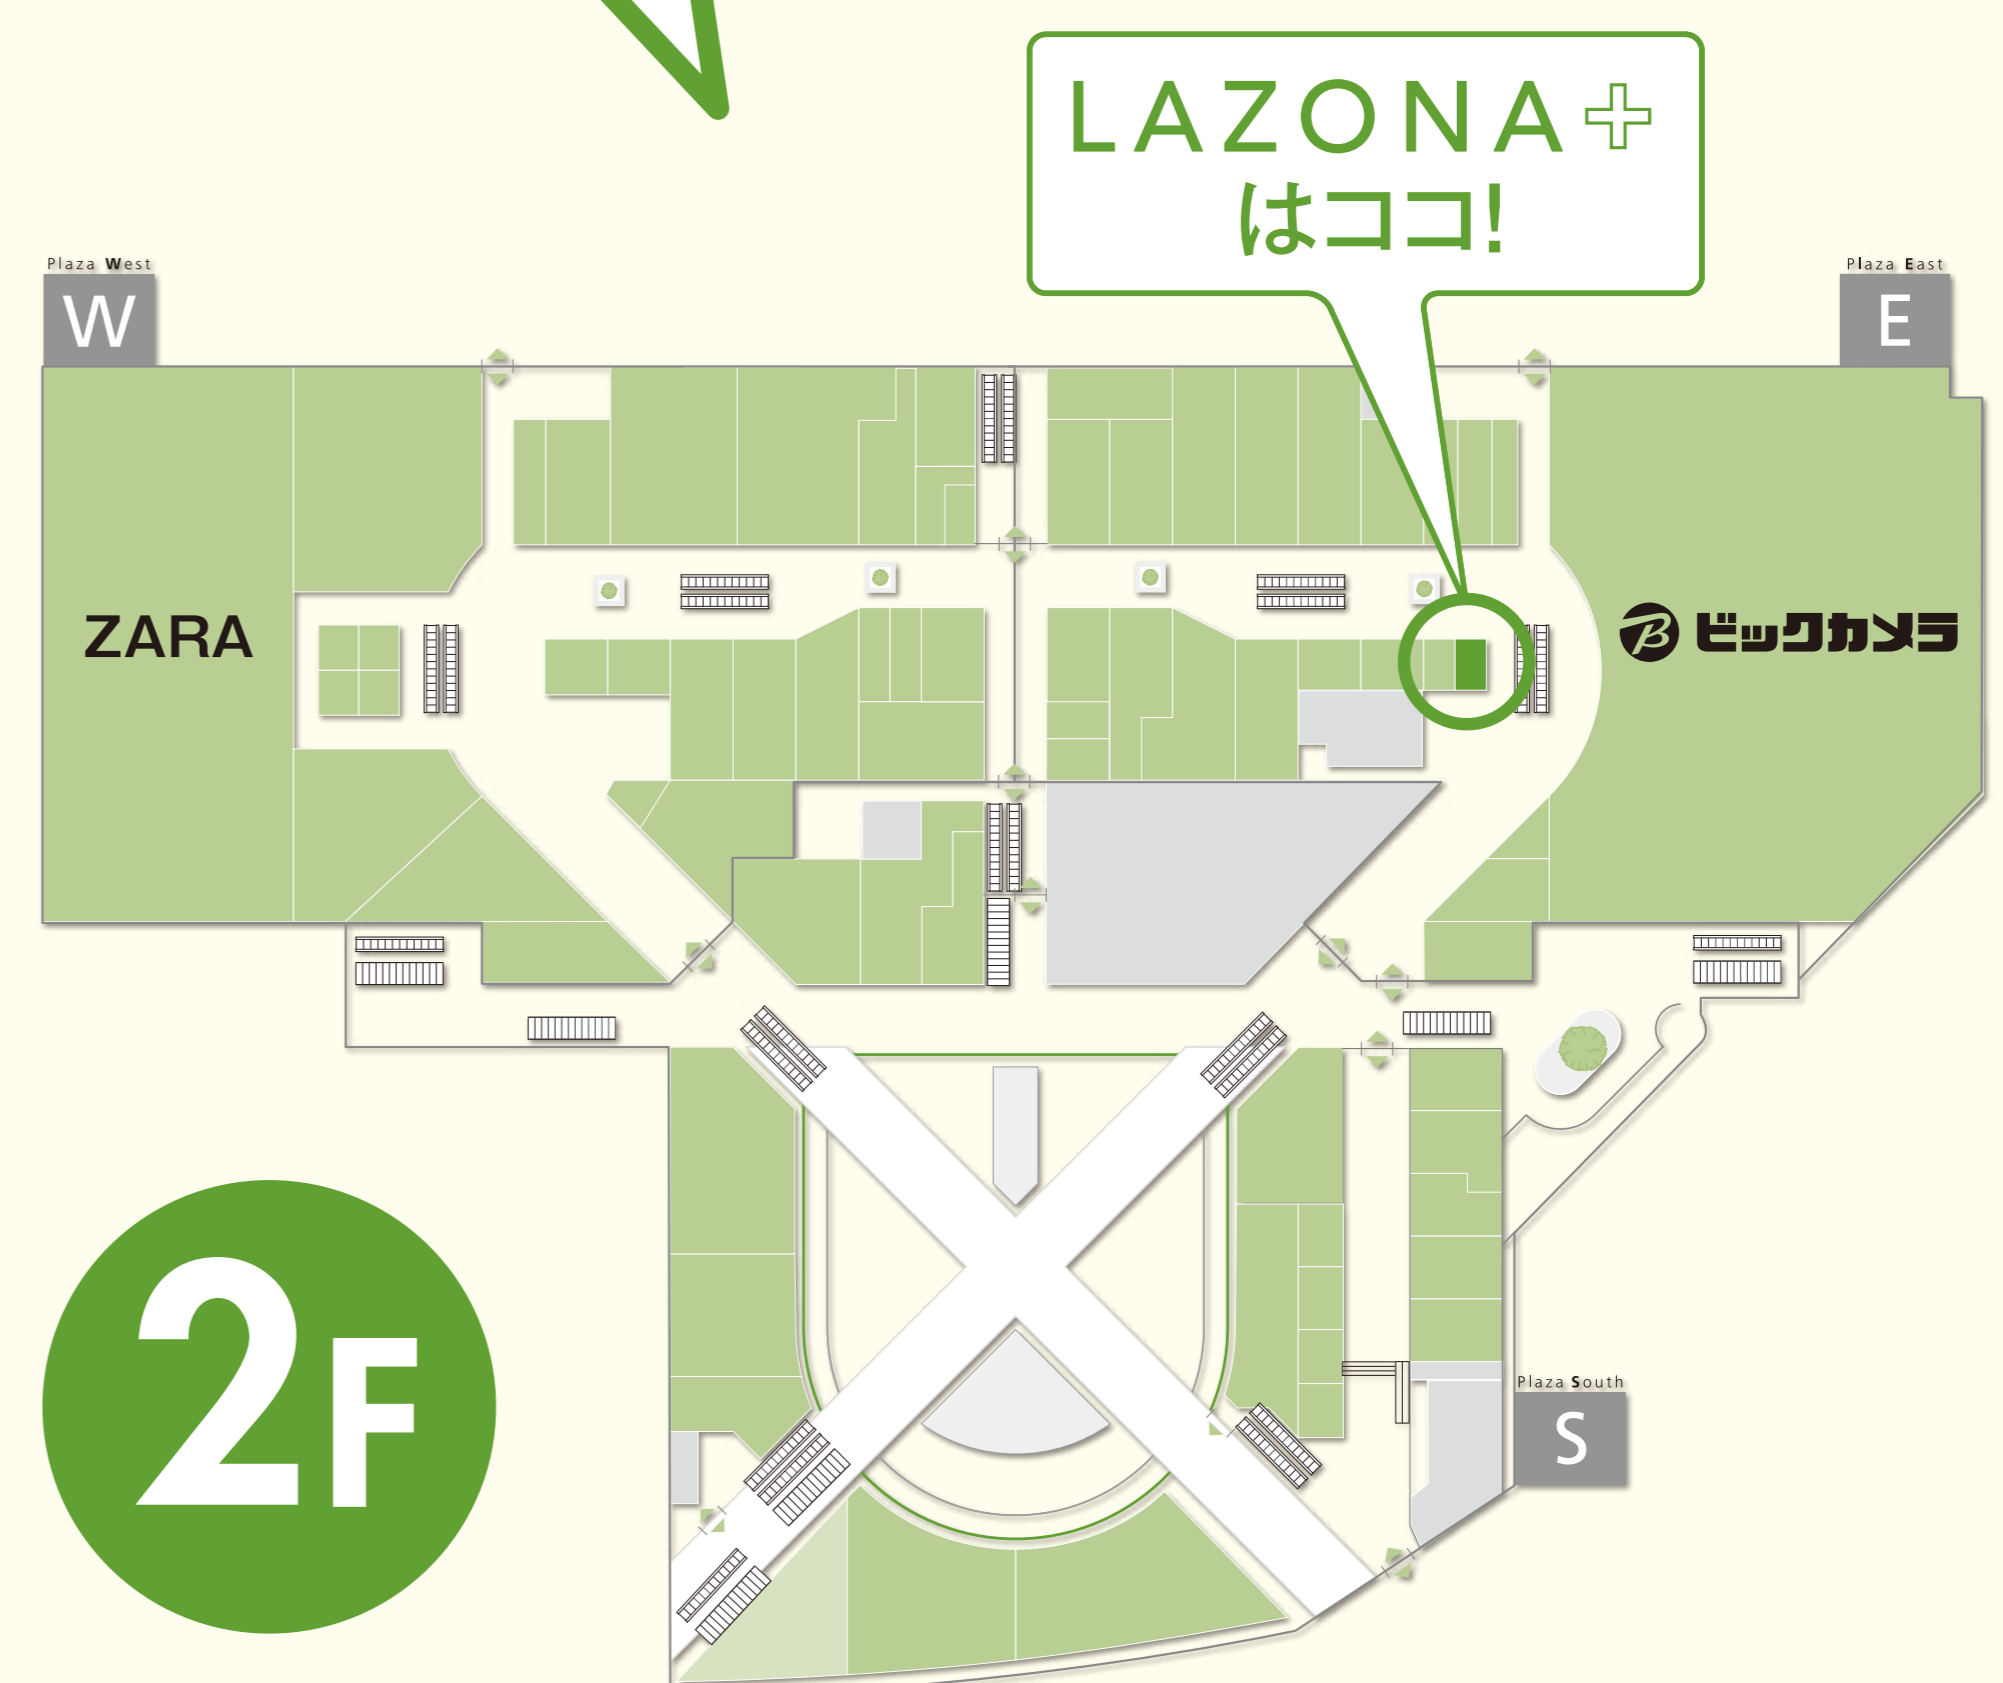 LAZONA+
はココ!
Plaza West
W
Plaza East
E
ZARA
B ビックカメラ
2F
Plaza South
S